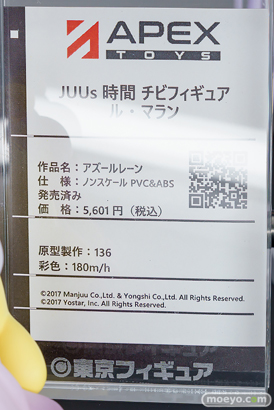 APEX
TOYS
JUUs 時間 チビフィギュア
ル・マラン
作品名：アズールレーン
仕　様：ノンスケール PVC&ABS
発売済み
価　格：5,601円（税込）
原型製作：136
彩色：180m/h
©2017 Manjuu Co.,Ltd. & Yongshi Co.,Ltd. All Rights Reserved.
©2017 Yostar, Inc. All Rights Reserved.
東京フィギュア
moeyo.com